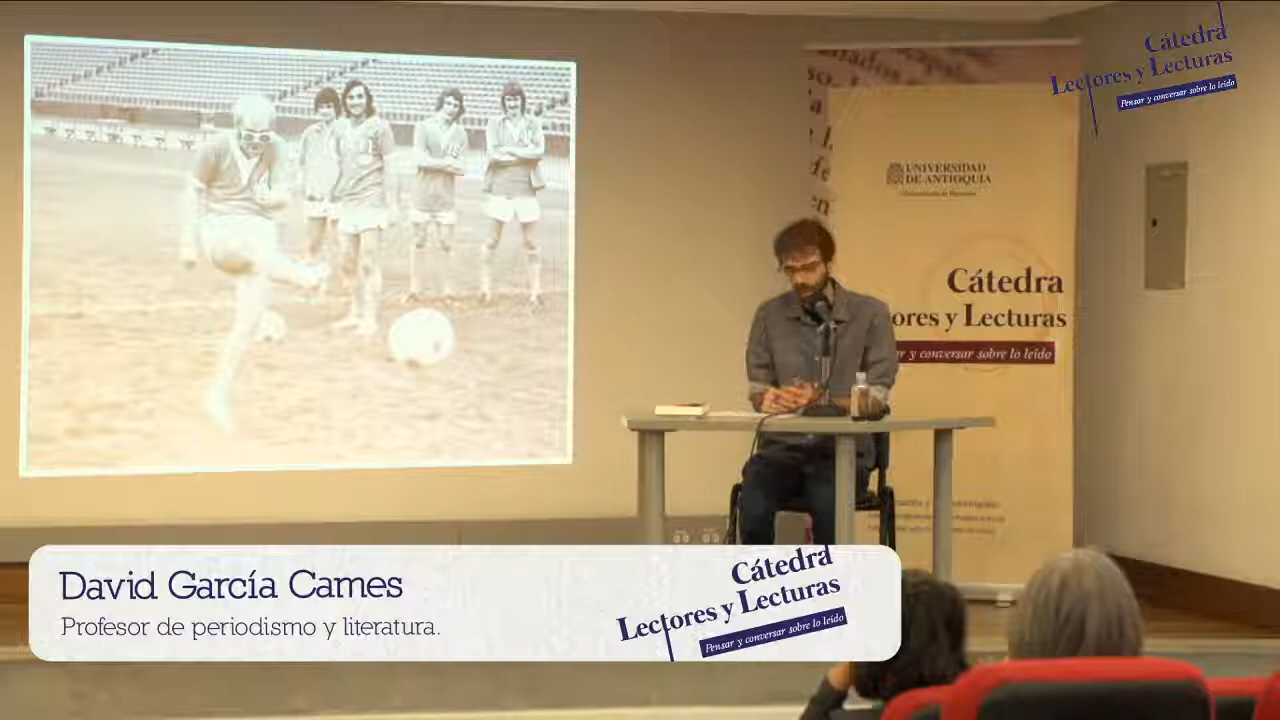 Cátedra
Lectores y Lecturas
Pensar y conversar sobre lo leído
UNIVERSIDAD
DE ANTIOQUIA
Cátedra
ores y Lecturas
r y conversar sobre lo leído
David García Cames
Profesor de periodismo y literatura.
Cátedra
Lectores y Lecturas
Pensar y conversar sobre lo leído